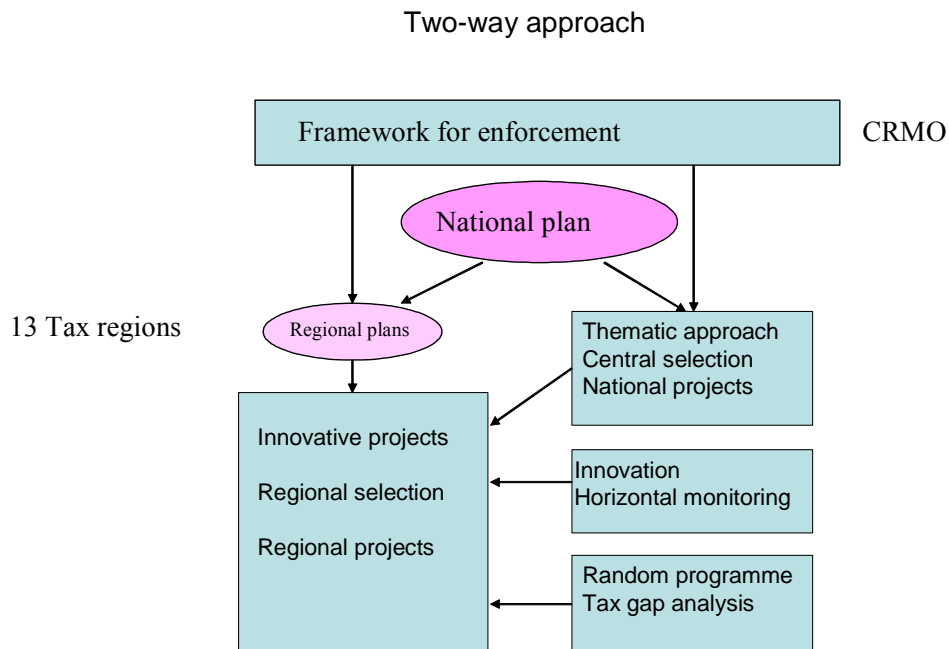 Two-way approach
Framework for enforcement
CRMO
National plan
13 Tax regions
Regional plans
Thematic approach
Central selection
National projects
Innovative projects
Regional selection
Regional projects
Innovation
Horizontal monitoring
Random programme
Tax gap analysis